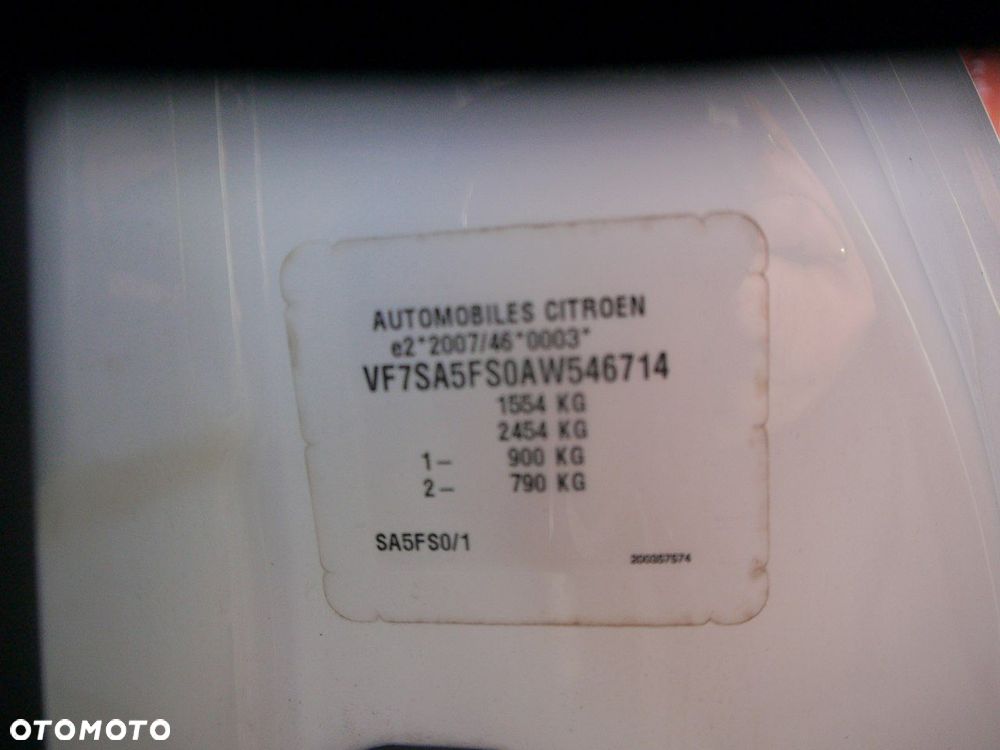 AUTOMOBILES CITROEN
e2*2007/46*0003*
VF7SA5FS0AW546714
1554 KG
2454 KG
1– 900 KG
2– 790 KG
SA5FS0/1
OTOMOTO